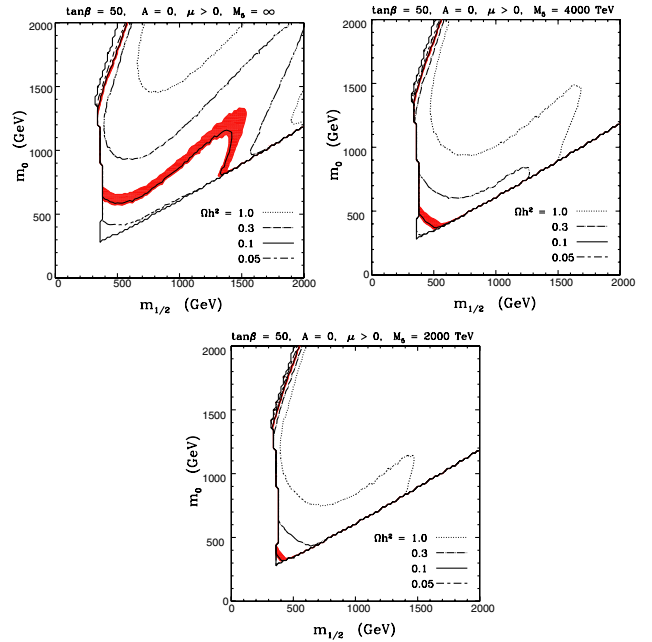 tanβ = 50, A = 0, μ > 0, M₅ = ∞
2000
1500
1000
500
0
m₀ (GeV)
Ωh² = 1.0
0.3
0.1
0.05
0 500 1000 1500 2000
m₁/₂ (GeV)
tanβ = 50, A = 0, μ > 0, M₅ = 4000 TeV
2000
1500
1000
500
0
m₀ (GeV)
Ωh² = 1.0
0.3
0.1
0.05
0 500 1000 1500 2000
m₁/₂ (GeV)
tanβ = 50, A = 0, μ > 0, M₅ = 2000 TeV
2000
1500
1000
500
0
m₀ (GeV)
Ωh² = 1.0
0.3
0.1
0.05
0 500 1000 1500 2000
m₁/₂ (GeV)